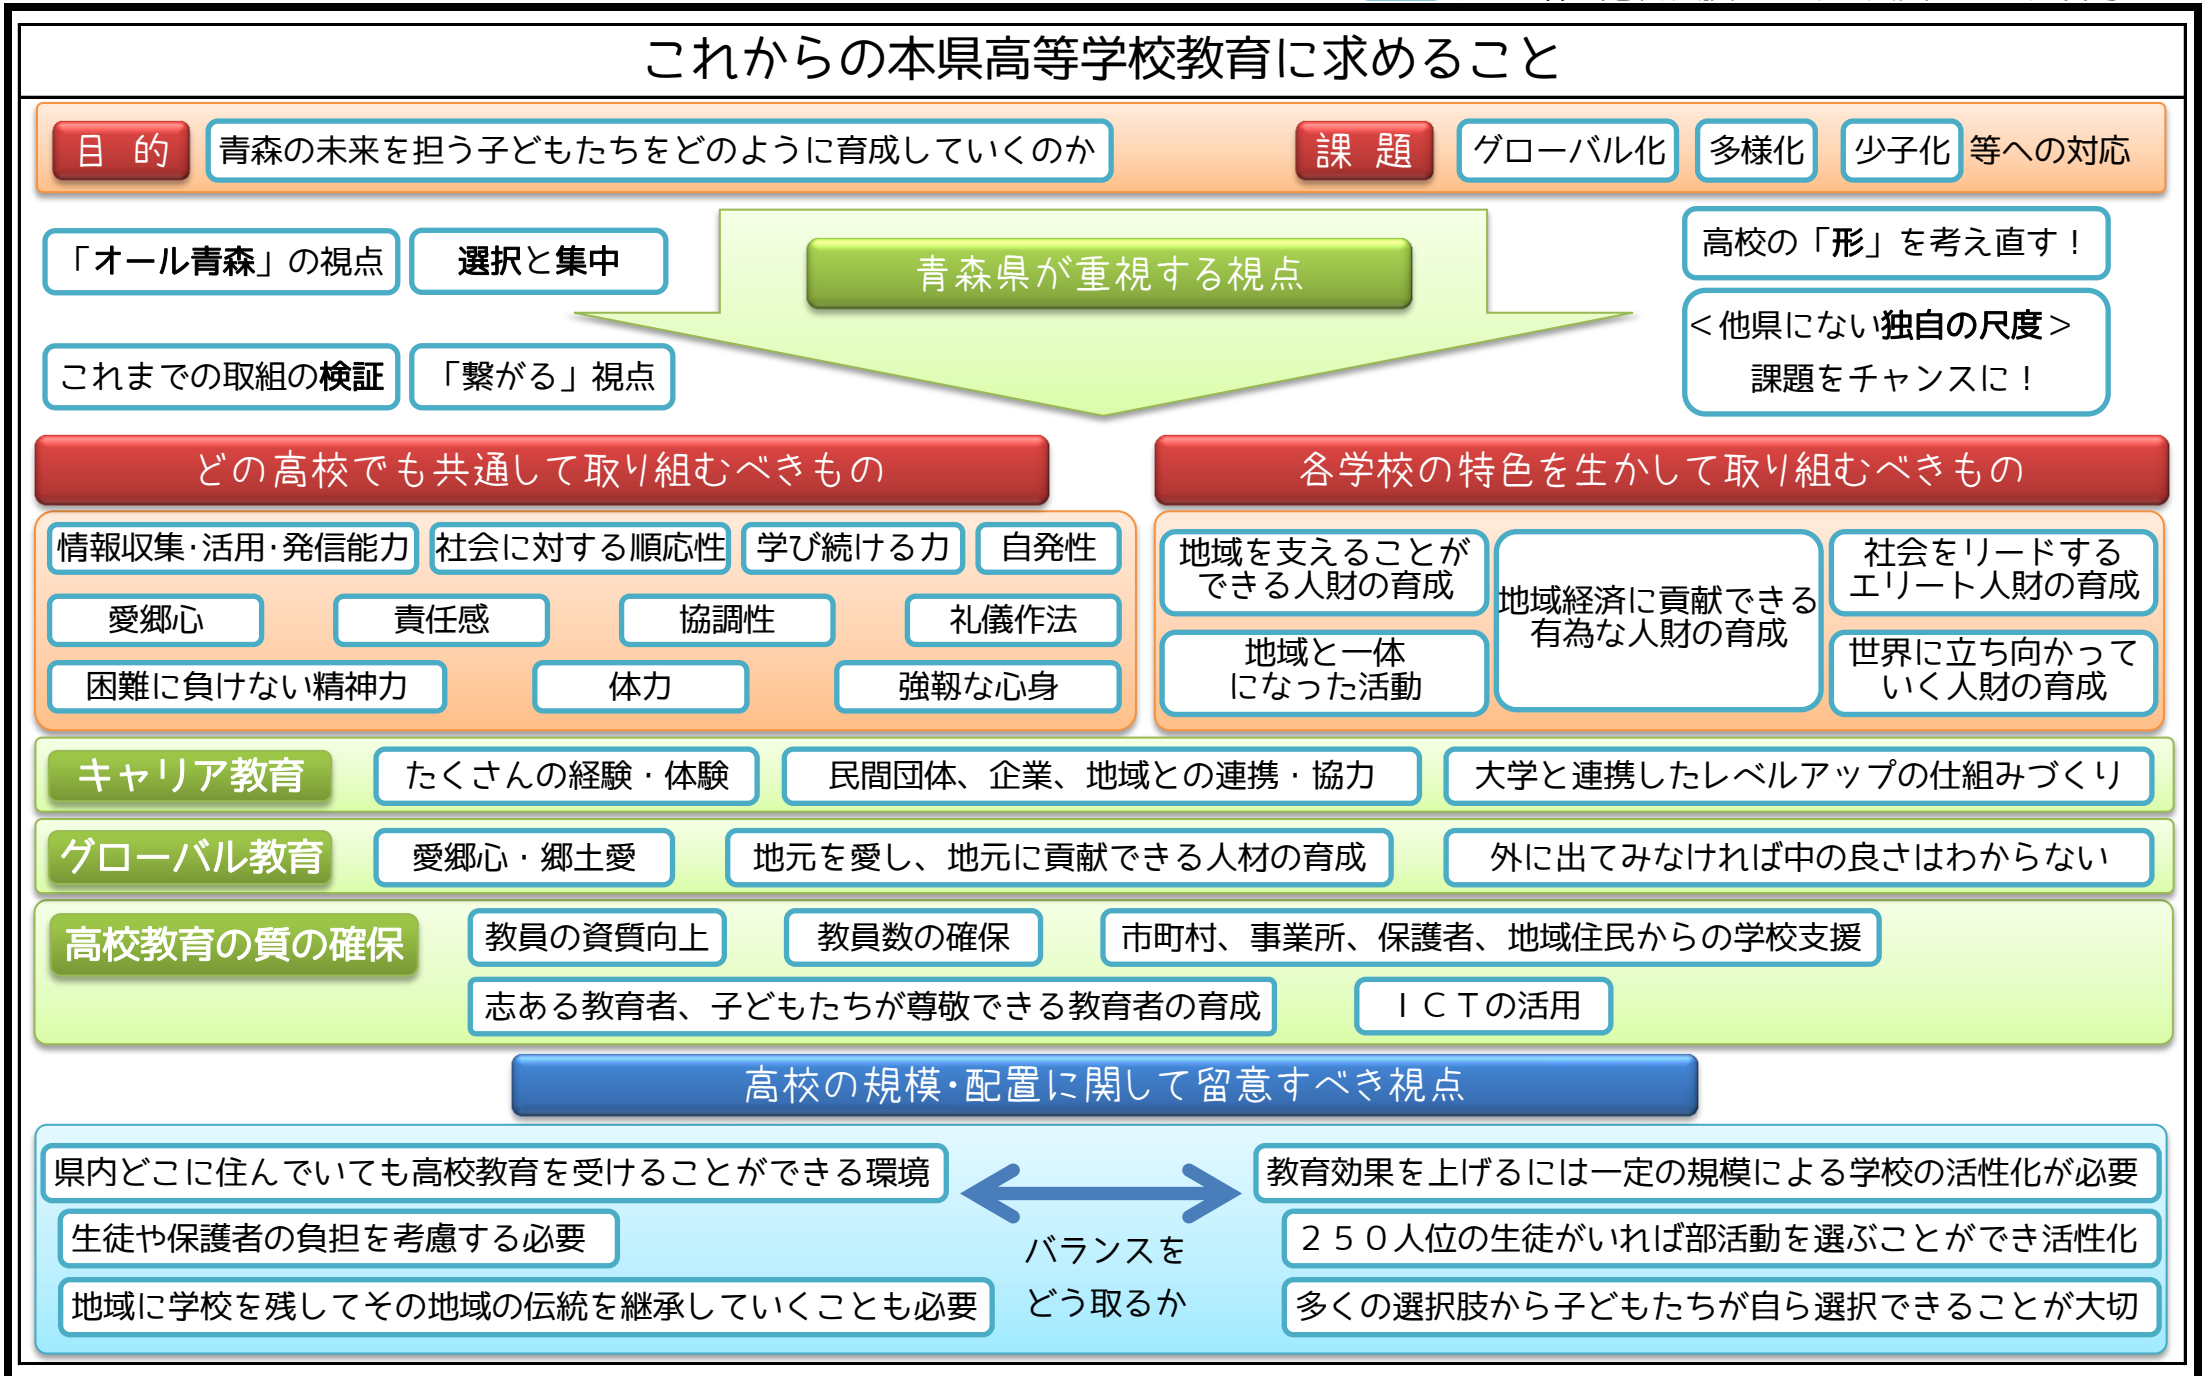 これからの本県高等学校教育に求めること
目 的
青森の未来を担う子どもたちをどのように育成していくのか
課 題
グローバル化
多様化
少子化
等への対応
「オール青森」の視点
選択と集中
これまでの取組の検証
「繋がる」視点
青森県が重視する視点
高校の「形」を考え直す！
＜他県にない独自の尺度＞
課題をチャンスに！
どの高校でも共通して取り組むべきもの
情報収集･活用･発信能力
社会に対する順応性
学び続ける力
自発性
愛郷心
責任感
協調性
礼儀作法
困難に負けない精神力
体力
強靱な心身
各学校の特色を生かして取り組むべきもの
地域を支えることが
できる人財の育成
地域と一体
になった活動
地域経済に貢献できる
有為な人財の育成
社会をリードする
エリート人財の育成
世界に立ち向かって
いく人財の育成
キャリア教育
たくさんの経験・体験
民間団体、企業、地域との連携・協力
大学と連携したレベルアップの仕組みづくり
グローバル教育
愛郷心・郷土愛
地元を愛し、地元に貢献できる人材の育成
外に出てみなければ中の良さはわからない
高校教育の質の確保
教員の資質向上
教員数の確保
市町村、事業所、保護者、地域住民からの学校支援
志ある教育者、子どもたちが尊敬できる教育者の育成
ＩＣＴの活用
高校の規模･配置に関して留意すべき視点
県内どこに住んでいても高校教育を受けることができる環境
生徒や保護者の負担を考慮する必要
地域に学校を残してその地域の伝統を継承していくことも必要
バランスを
どう取るか
教育効果を上げるには一定の規模による学校の活性化が必要
２５０人位の生徒がいれば部活動を選ぶことができ活性化
多くの選択肢から子どもたちが自ら選択できることが大切